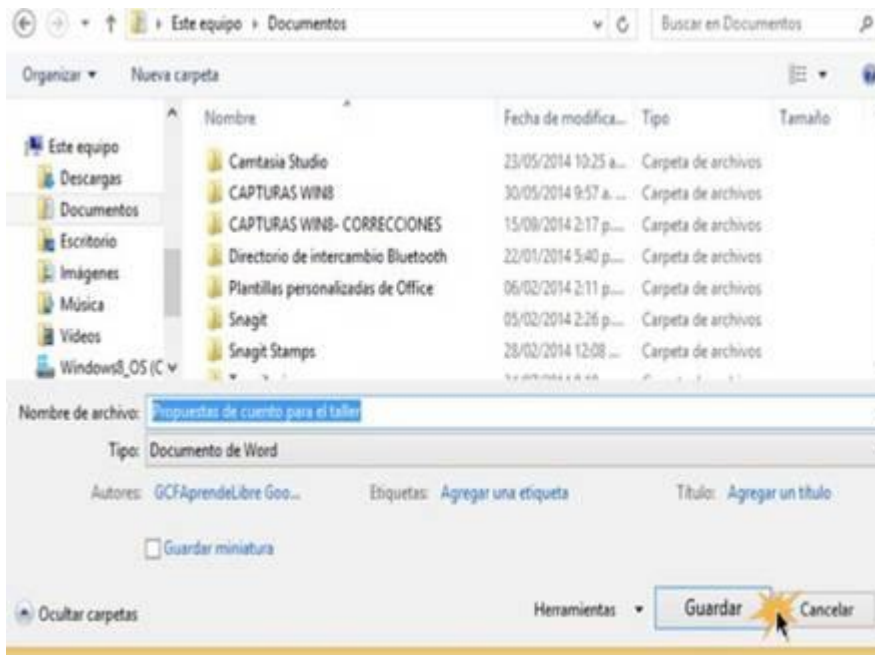 Este equipo Documentos Buscar en Documentos
Organizar Nueva carpeta
Nombre Fecha de modifica... Tipo Tamaño
Este equipo
Descargas
Documentos
Escritorio
Imágenes
Música
Videos
Windows8_OS (C
Camtasia Studio 23/05/2014 10:25 a... Carpeta de archivos
CAPTURAS WIN8 30/05/2014 9:57 a. ... Carpeta de archivos
CAPTURAS WIN8- CORRECCIONES 15/09/2014 2:17 p.... Carpeta de archivos
Directorio de intercambio Bluetooth 22/01/2014 5:40 p.... Carpeta de archivos
Plantillas personalizadas de Office 06/02/2014 2:11 p.... Carpeta de archivos
Snagit 05/02/2014 2:26 p.... Carpeta de archivos
Snagit Stamps 28/02/2014 12:08 ... Carpeta de archivos
Nombre de archivo: Propuestas de cuento para el taller
Tipo: Documento de Word
Autores: GCFAprendeLibre Goo... Etiquetas: Agregar una etiqueta Título: Agregar un título
Guardar miniatura
Ocultar carpetas Herramientas Guardar Cancelar